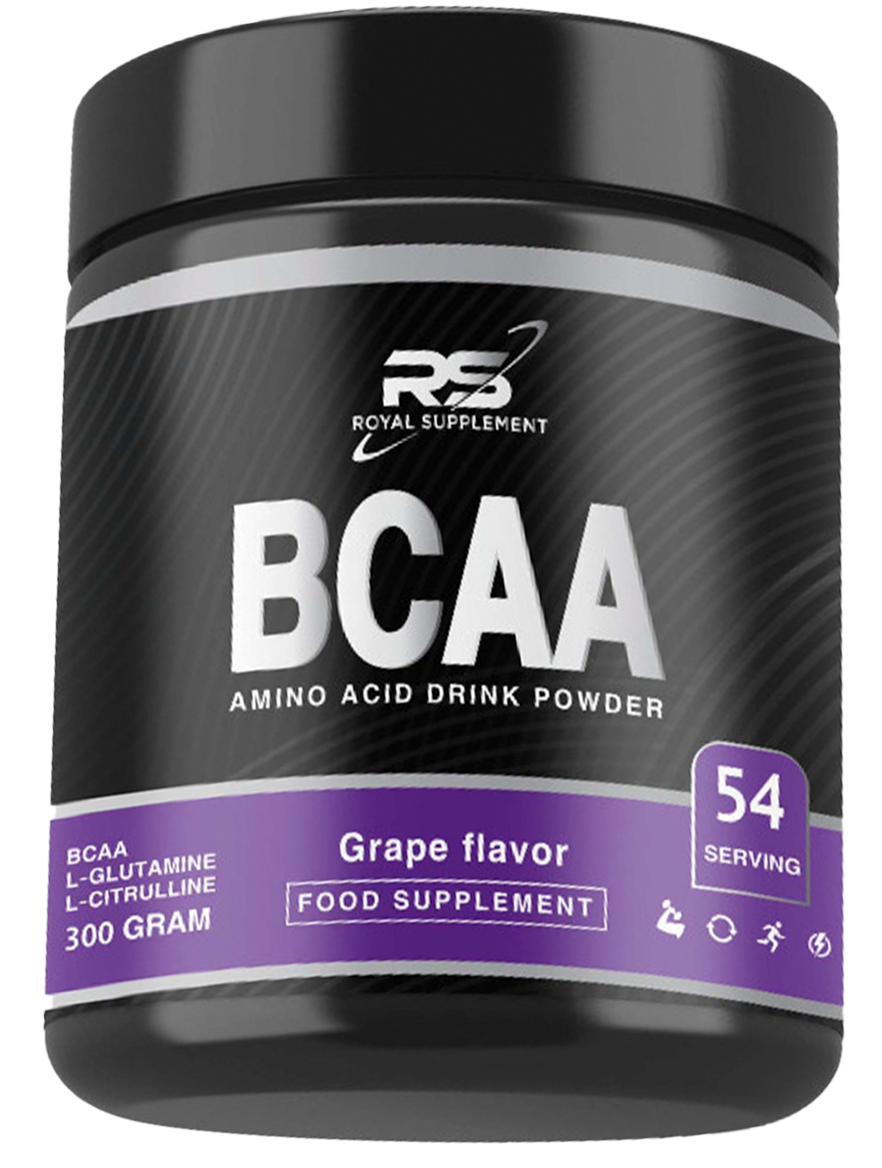 RS
ROYAL SUPPLEMENT
BCAA
AMINO ACID DRINK POWDER
54
SERVING
BCAA
L-GLUTAMINE
L-CITRULLINE
300 GRAM
Grape flavor
FOOD SUPPLEMENT